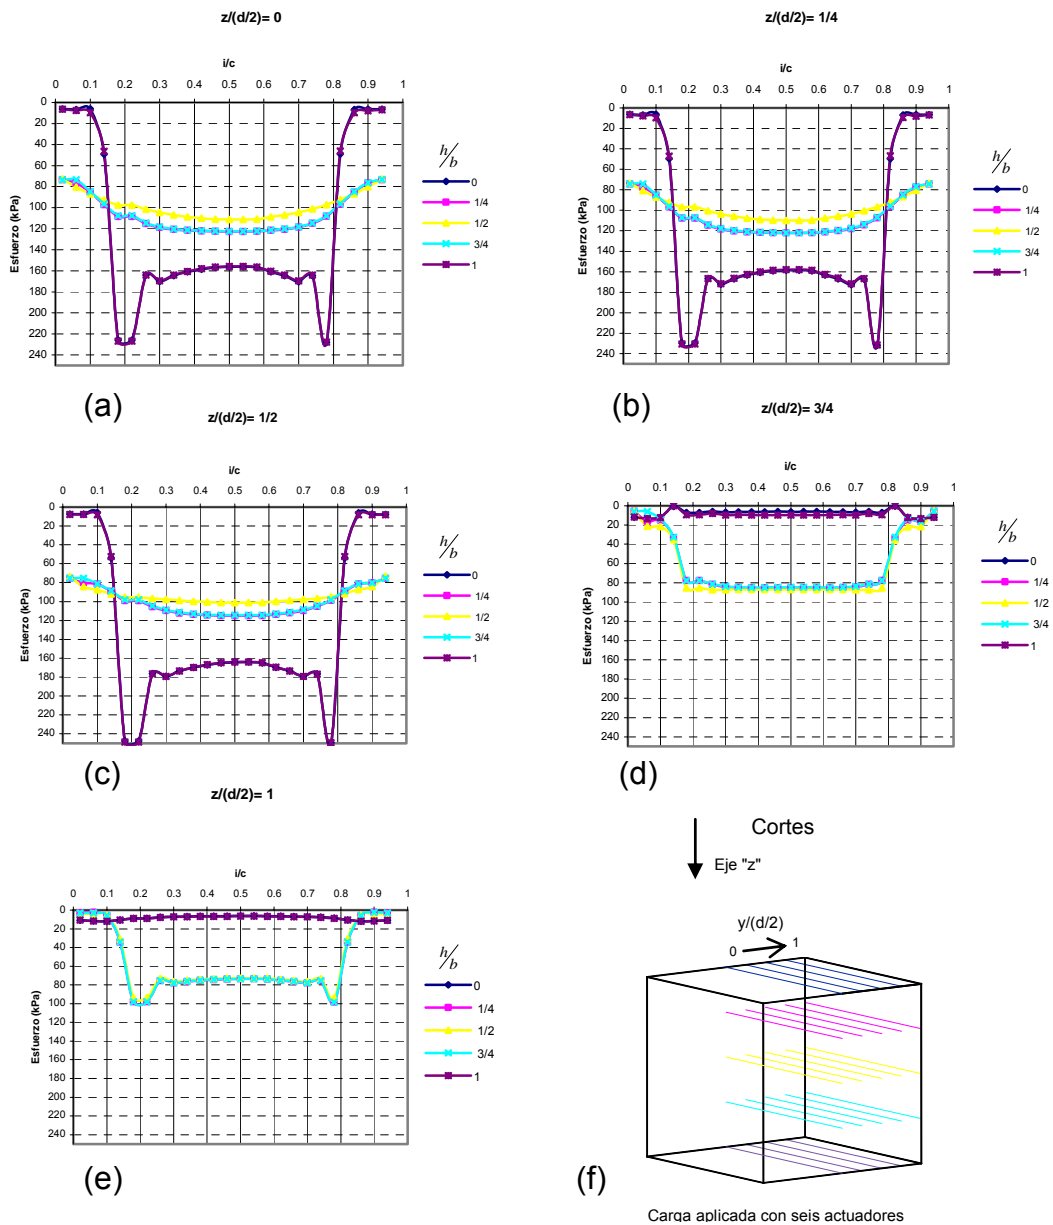 z/(d/2)= 0
i/c
0 0.1 0.2 0.3 0.4 0.5 0.6 0.7 0.8 0.9 1
0
20
40
60
80
100
120
140
160
180
200
220
240
Esfuerzo (kPa)
h/b
0
1/4
1/2
3/4
1
(a)
z/(d/2)= 1/4
i/c
0 0.1 0.2 0.3 0.4 0.5 0.6 0.7 0.8 0.9 1
0
20
40
60
80
100
120
140
160
180
200
220
240
Esfuerzo (kPa)
h/b
0
1/4
1/2
3/4
1
(b)
z/(d/2)= 1/2
i/c
0 0.1 0.2 0.3 0.4 0.5 0.6 0.7 0.8 0.9 1
0
20
40
60
80
100
120
140
160
180
200
220
240
Esfuerzo (kPa)
h/b
0
1/4
1/2
3/4
1
(c)
z/(d/2)= 3/4
i/c
0 0.1 0.2 0.3 0.4 0.5 0.6 0.7 0.8 0.9 1
0
20
40
60
80
100
120
140
160
180
200
220
240
Esfuerzo (kPa)
h/b
0
1/4
1/2
3/4
1
(d)
z/(d/2)= 1
i/c
0 0.1 0.2 0.3 0.4 0.5 0.6 0.7 0.8 0.9 1
0
20
40
60
80
100
120
140
160
180
200
220
240
Esfuerzo (kPa)
h/b
0
1/4
1/2
3/4
1
(e)
Cortes
Eje "z"
y/(d/2)
0 1
(f)
Carga aplicada con seis actuadores